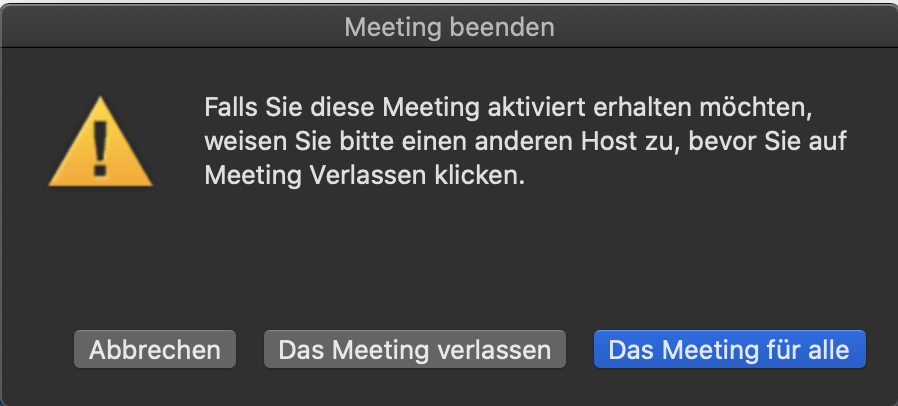 Meeting beenden
Falls Sie diese Meeting aktiviert erhalten möchten,
weisen Sie bitte einen anderen Host zu, bevor Sie auf
Meeting Verlassen klicken.
Abbrechen
Das Meeting verlassen
Das Meeting für alle